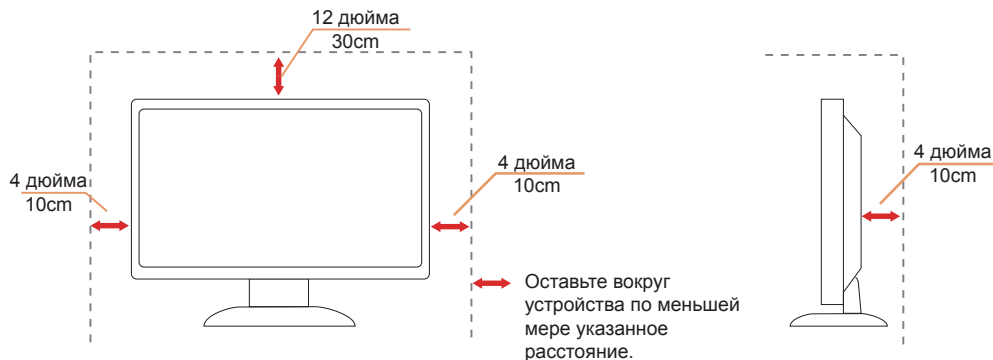 12 дюйма
30cm
4 дюйма
10cm
4 дюйма
10cm
4 дюйма
10cm
Оставьте вокруг
устройства по меньшей
мере указанное
расстояние.